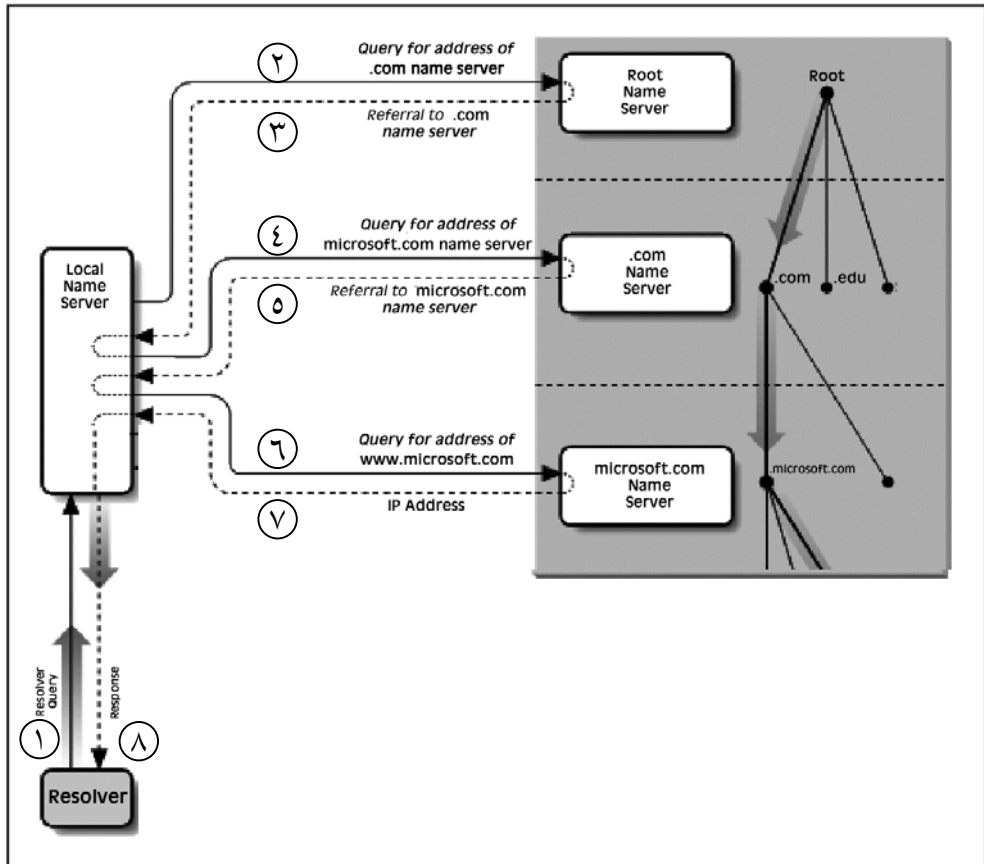 ٢
Query for address of
.com name server
٣
Referral to .com
name server
Root
Name
Server
Root
٤
Query for address of
microsoft.com name server
٥
Referral to microsoft.com
name server
.com
Name
Server
.com
.edu
Local
Name
Server
٦
Query for address of
www.microsoft.com
٧
IP Address
microsoft.com
Name
Server
.microsoft.com
١
Resolver
Query
Response
٨
Resolver